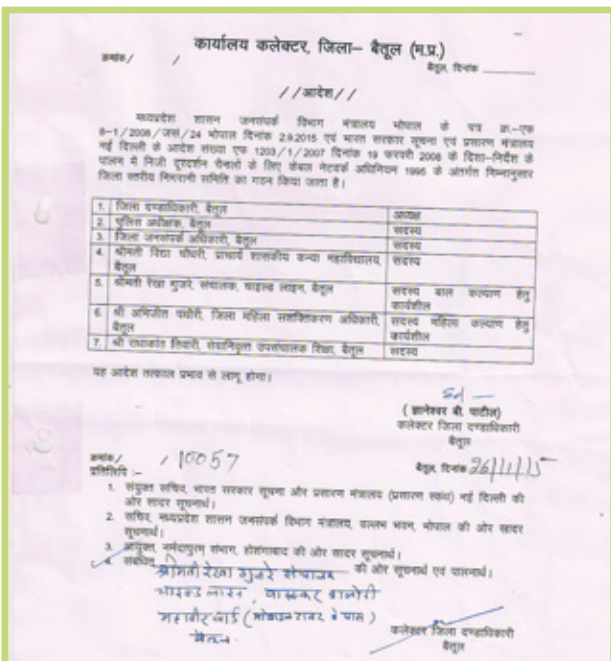 कार्यालय कलेक्टर, जिला– बैतूल (म.प्र.)
क्रमांक/ /
बैतूल, दिनांक
//आदेश//
मध्यप्रदेश शासन जनसंपर्क विभाग मंत्रालय भोपाल के पत्र क्र.–एफ
8–1/2008/जसं/24 भोपाल दिनांक 2.9.2015 एवं भारत सरकार सूचना एवं प्रसारण मंत्रालय
नई दिल्ली के आदेश संख्या एफ 1203/1/2007 दिनांक 19 फरवरी 2008 के दिशा–निर्देश के
पालन में निजी दूरदर्शन चैनलो के लिए केबल नेटवर्क अधिनियम 1995 के अंतर्गत निम्नानुसार
जिला स्तरीय निगरानी समिति का गठन किया जाता है।
1. जिला दण्डाधिकारी, बैतूल अध्यक्ष
2. पुलिस अधीक्षक, बैतूल सदस्य
3. जिला जनसंपर्क अधिकारी, बैतूल सदस्य
4. श्रीमती विद्या चौधरी, प्राचार्य शासकीय कन्या महाविद्यालय, सदस्य
बैतूल
5. श्रीमती रेखा गुजरे, संचालक, चाइल्ड लाइन, बैतूल सदस्य बाल कल्याण हेतु
कार्यशील
6. श्री अभिजीत पचौरी, जिला महिला सशक्तिकरण अधिकारी, सदस्य महिला कल्याण हेतु
बैतूल कार्यशील
7. श्री राधाकांत तिवारी, सेवानिवृत्त उपसंचालक शिक्षा, बैतूल सदस्य
यह आदेश तत्काल प्रभाव से लागू होगा।
Sd —
( ज्ञानेश्वर बी. पाटील)
कलेक्टर जिला दण्डाधिकारी
बैतूल
क्रमांक/ /10057
बैतूल, दिनांक 26/11/15
प्रतिलिपि :–
1. संयुक्त सचिव, भारत सरकार सूचना और प्रसारण मंत्रालय (प्रसारण स्कंध) नई दिल्ली की
ओर सादर सूचनार्थ।
2. सचिव, मध्यप्रदेश शासन जनसंपर्क विभाग मंत्रालय, वल्लभ भवन, भोपाल की ओर सादर
सूचनार्थ।
3. आयुक्त, नर्मदापुरम् संभाग, होशंगाबाद की ओर सादर सूचनार्थ।
4. संबंधित श्रीमती रेखा गुजरे संचालक की ओर सूचनार्थ एवं पालनार्थ।
चाइल्ड लाइन
महावीर वार्ड (मोबाइल टावर के पास)
बैतूल
कलेक्टर जिला दण्डाधिकारी
बैतूल